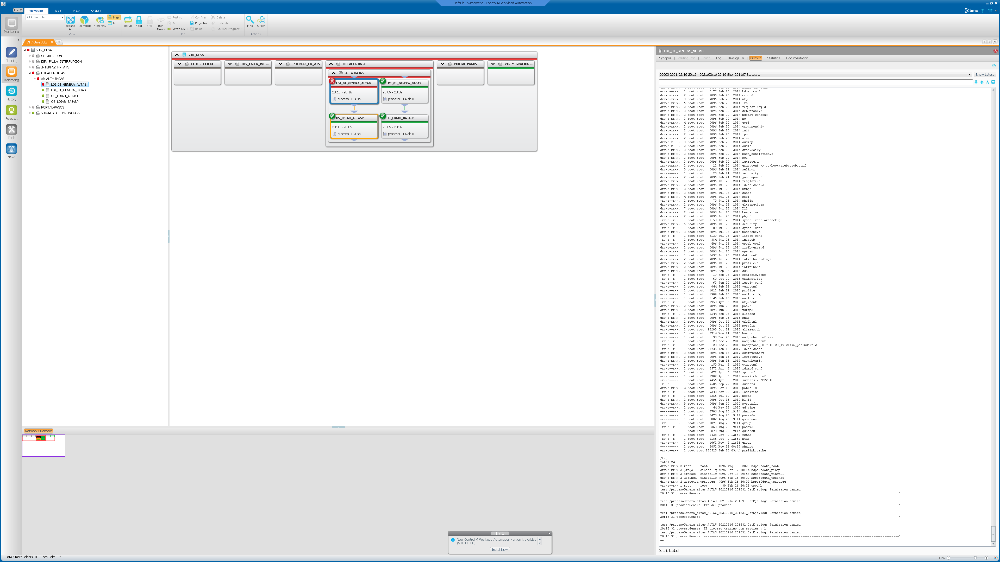 Default Environment - Control-M Workload Automation
File
Viewpoint
Tools
View
Analysis
bmc
All Active Jobs
Expand All
Rearrange
Hierarchy
Map
List
View
Rerun
Hold
Free
Run Now
Restart
Kill
Set to OK
Confirm
Projection
React
Delete
Undelete
External Programs
Job
Find
Order
Actions
Monitoring
Planning
Monitoring
History
Forecast
Tools
News
All Active Jobs
VTR_DESA
CC-DIRECCIONES
DEV_FALLA_INTERRUPCION
INTERFAZ_HR_ATS
LDI-ALTA-BAJAS
ALTA-BAJAS
LDI_01_GENERA_ALTAS
LDI_01_GENERA_BAJAS
OS_LDIAB_ALTASP
OS_LDIAB_BAJASP
PORTAL-PAGOS
VTR-MIGRACION-TIVO-APP
VTR_DESA
CC-DIRECCIONES
DEV_FALLA_INTE...
INTERFAZ_HR_ATS
LDI-ALTA-BAJAS
PORTAL-PAGOS
VTR-MIGRACION-...
ALTA-BAJAS
LDI_01_GENERA_ALTAS
20:16 - 20:16
procesoETLA.sh
LDI_01_GENERA_BAJAS
20:09 - 20:09
procesoETLA.sh B
OS_LDIAB_ALTASP
20:05 - 20:05
procesoETLA.sh
OS_LDIAB_BAJASP
20:09 - 20:09
procesoETLA.sh B
Network Overview
1 / 1
New Control-M Workload Automation version is available
(9.0.00.300)
Install Now
LDI_01_GENERA_ALTAS
Synopsis | Waiting Info | Script | Log | Belongs To | Output | Statistics | Documentation
00003 2021/02/16 20:16 - 2021/02/16 20:16 Size: 201167 Status: 1
Show Latest
-rw-r--r--. 1 root root 6177 Feb 20 2014 kdump.conf
drwxr-xr-x. 2 root root 4096 Feb 20 2014 cron.d
drwxr-xr-x. 3 root root 4096 Feb 20 2014 ntp
drwxr-xr-x. 5 root root 4096 Feb 20 2014 lvm
drwxr-xr-x. 2 root root 4096 Feb 20 2014 request-key.d
drwxr-xr-x. 2 root root 4096 Feb 20 2014 setuptool.d
drwxr-xr-x. 2 root root 4096 Feb 20 2014 mgetty+sendfax
drwxr-xr-x. 3 root root 4096 Feb 20 2014 mc
drwxr-xr-x. 4 root root 4096 Feb 20 2014 acpi
drwxr-xr-x. 2 root root 4096 Feb 20 2014 cron.monthly
drwxr-xr-x. 2 root root 4096 Feb 20 2014 init
drwxr-xr-x. 2 root root 4096 Feb 20 2014 rpm
drwxr-xr-x. 2 root root 4096 Feb 20 2014 alsa
drwxr-x---. 3 root root 4096 Feb 20 2014 audisp
drwxr-x---. 2 root root 4096 Feb 20 2014 audit
drwxr-xr-x. 2 root root 4096 Feb 20 2014 cron.daily
drwxr-xr-x. 2 root root 4096 Feb 20 2014 bash_completion.d
drwxr-xr-x. 3 root root 4096 Feb 20 2014 scl
drwxr-xr-x. 3 root root 4096 Feb 20 2014 latrace.d
lrwxrwxrwx. 1 root root 22 Feb 20 2014 grub.conf -> ../boot/grub/grub.conf
drwxr-xr-x. 3 root root 4096 Feb 21 2014 selinux
-rw-------. 1 root root 128 Feb 21 2014 securetty
drwxr-xr-x. 2 root root 4096 Feb 21 2014 yum.repos.d
drwxr-xr-x 11 root root 4096 Jul 23 2014 template.d
drwxr-xr-x. 2 root root 4096 Jul 23 2014 ld.so.conf.d
drwxr-xr-x 4 root root 4096 Jul 23 2014 httpd
drwxr-xr-x. 2 root root 4096 Jul 23 2014 samba
drwxr-xr-x. 4 root root 4096 Jul 23 2014 skel
-rw-r--r--. 1 root root 70 Jul 23 2014 shells
drwxr-xr-x. 2 root root 4096 Jul 23 2014 alternatives
drwxr-xr-x. 7 root root 4096 Jul 23 2014 X11
drwxr-xr-x 2 root root 4096 Jul 23 2014 keepalived
drwxr-xr-x 2 root root 4096 Jul 23 2014 php.d
-rw-r--r-- 1 root root 1150 Jul 23 2014 sysctl.conf.orabackup
drwxr-xr-x. 6 root root 4096 Jul 23 2014 security
-rw-r--r-- 1 root root 3109 Jul 23 2014 sysctl.conf
drwxr-xr-x. 2 root root 4096 Jul 23 2014 modprobe.d
-rw-r--r-- 1 root root 6139 Jul 23 2014 libsdp.conf
-rw-r--r-- 1 root root 884 Jul 23 2014 inittab
-rw-r--r-- 1 root root 406 Jul 23 2014 oswbb.conf
drwxr-xr-x 2 root root 4096 Jul 23 2014 libibverbs.d
drwxr-xr-x 2 root root 4096 Jul 23 2014 opensm
-rw-r--r-- 1 root root 2637 Jul 23 2014 dat.conf
drwxr-xr-x 2 root root 4096 Jul 23 2014 infiniband-diags
drwxr-xr-x. 2 root root 4096 Jul 23 2014 profile.d
drwxr-xr-x 2 root root 4096 Jul 23 2014 infiniband
drwxr-xr-x. 2 root root 4096 Sep 23 2015 ssh
-rw-r--r-- 1 root root 19 Sep 23 2015 exalogic.conf
-rw-r--r-- 1 root root 60 Oct 20 2015 oraInst.loc
-rw-r--r-- 1 root root 63 Jan 27 2016 resolv.conf
-rw-r--r-- 1 root root 844 Feb 12 2016 yum.conf
-rw-r--r-- 1 root root 1811 Feb 12 2016 profile
-rw-r--r-- 1 root root 1909 Feb 16 2016 mail.rc_bkp
-rw-r--r-- 1 root root 2145 Feb 16 2016 mail.rc
-rw-r--r-- 1 root root 1953 Apr 5 2016 ntp.conf
drwxr-xr-x. 2 root root 4096 Jun 29 2016 pam.d
drwxr-xr-x 2 root root 4096 Jun 29 2016 vsftpd
-rw-r--r--. 1 root root 1544 Sep 28 2016 aliases
drwxr-xr-x 2 root root 4096 Sep 28 2016 snmp
drwxr-xr-x 2 root root 4096 Oct 12 2016 cfg2html
drwxr-xr-x. 2 root root 4096 Oct 12 2016 postfix
-rw-r--r--. 1 root root 12288 Oct 12 2016 aliases.db
-rw-r--r--. 1 root root 2714 Nov 21 2016 bashrc
-rw-r--r-- 1 root root 130 Dec 20 2016 modprobe.conf_res
-rw-r--r-- 1 root root 128 Dec 20 2016 modprobe.conf
-rw-r--r-- 1 root root 128 Dec 20 2016 modeprobe_2017-10-28_19:21:46_pctlmdevelcl
-rw-r--r-- 1 root root 91746 Jan 16 2017 ld.so.cache
drwxr-xr-x 3 root root 4096 Jan 16 2017 ocsinventory
drwxr-xr-x. 2 root root 4096 Jan 16 2017 logrotate.d
drwxr-xr-x. 2 root root 4096 Jan 16 2017 cron.hourly
-rw-r--r-- 1 root root 150 Mar 2 2017 ctm.conf
-rw-r--r--. 1 root root 3571 Apr 3 2017 idmapd.conf
-rw-r--r-- 1 root root 672 Apr 3 2017 yp.conf
-rw-r--r-- 1 root root 1702 Apr 3 2017 nsswitch.conf
-r--r----- 1 root root 4455 Apr 3 2018 sudoers_27SEP2018
-r--r----- 1 root root 4506 Sep 27 2018 sudoers
drwxr-xr-x 4 root root 4096 Oct 10 2018 patrol.d
-rw-r--r-- 1 root root 9343 Mar 20 2019 localtime
-rw-r--r-- 1 root root 1355 Jul 19 2019 hosts
drwxr-xr-x. 2 root root 4096 Oct 15 2019 blkid
drwxr-xr-x. 9 root root 4096 Jan 27 2020 sysconfig
-rw-r--r--. 1 root root 44 May 23 2020 adjtime
----------. 1 root root 2786 Aug 20 19:14 shadow-
-rw-r--r--. 1 root root 2478 Aug 20 19:14 passwd-
-rw-------. 1 root root 882 Aug 20 19:14 gshadow-
-rw-------. 1 root root 1071 Aug 20 19:14 group-
-rw-r--r-- 1 root root 2368 Aug 20 19:14 passwd
---------- 1 root root 870 Aug 20 19:14 gshadow
-rw-r--r-- 1 root root 1438 Oct 9 12:52 fstab
-rw-r--r-- 1 root root 1185 Oct 9 12:52 mtab
-rw-r--r-- 1 root root 1062 Nov 9 12:31 group
---------- 1 root root 2852 Nov 12 08:57 shadow
-rw-r--r-- 1 root root 270525 Feb 16 03:44 prelink.cache
/tmp:
total 24
drwxr-xr-x 2 root root 4096 Aug 3 2020 hsperfdata_root
drwxr-xr-x 2 pinqa oinstallq 4096 Oct 7 18:14 hsperfdata_pinqa
drwxr-xr-x 2 pinqa01 oinstallq 4096 Oct 13 19:56 hsperfdata_pinqa01
drwxr-xr-x 2 usrinqa oinstallq 4096 Feb 16 20:02 hsperfdata_usrinqa
drwxr-xr-x 2 usroutqa usroutqa 4096 Feb 16 20:09 hsperfdata_usroutqa
-rw-r--r-- 1 root root 30 Feb 16 20:15 osw.hb
tee: /procesoGenera_altas_ALTAS_20210216_201631_DetEje.log: Permission denied
20:16:31 procesoGenera: ____________________\
__
tee: /procesoGenera_altas_ALTAS_20210216_201631_DetEje.log: Permission denied
20:16:31 procesoGenera: Fin del proceso \
tee: /procesoGenera_altas_ALTAS_20210216_201631_DetEje.log: Permission denied
20:16:31 procesoGenera: \
tee: /procesoGenera_altas_ALTAS_20210216_201631_DetEje.log: Permission denied
20:16:31 procesoGenera: El proceso termino con errores : 1
tee: /procesoGenera_altas_ALTAS_20210216_201631_DetEje.log: Permission denied
20:16:31 procesoGenera: ====================\
==
Data is loaded
Total Smart Folders: 0 Total Jobs: 26
100%